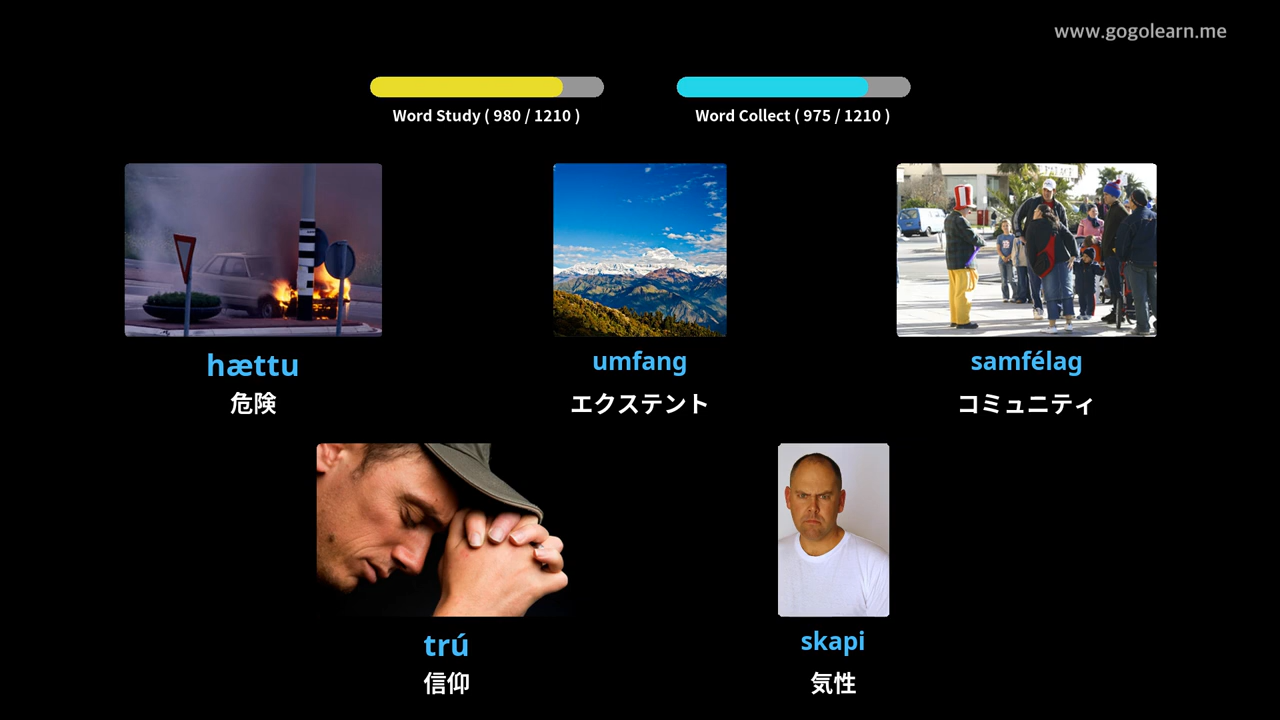 www.gogolearn.me
Word Study ( 980 / 1210 )
Word Collect ( 975 / 1210 )
hættu
危険
umfang
エクステント
samfélag
コミュニティ
trú
信仰
skapi
気性